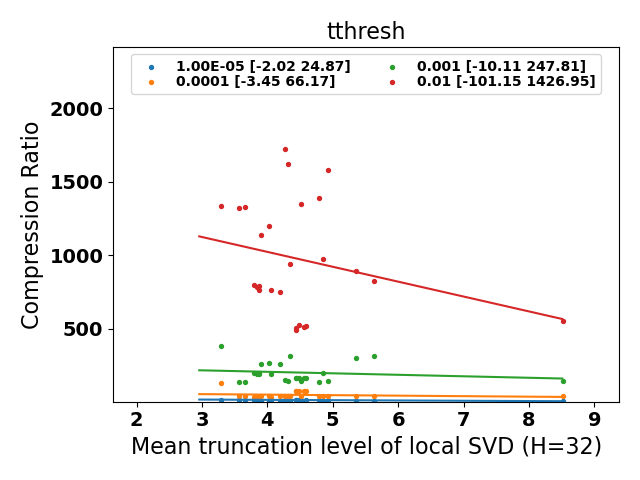 tthresh
1.00E-05 [-2.02 24.87]
0.0001 [-3.45 66.17]
0.001 [-10.11 247.81]
0.01 [-101.15 1426.95]
Compression Ratio
2000
1500
1000
500
2 3 4 5 6 7 8 9
Mean truncation level of local SVD (H=32)